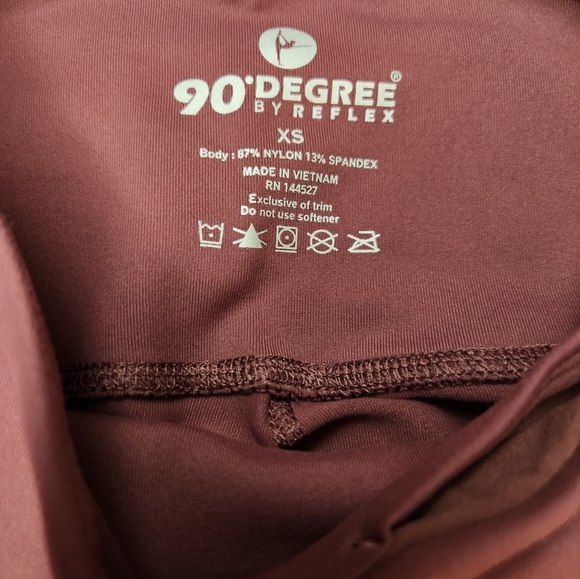 90°DEGREE®
BY REFLEX
XS
Body : 87% NYLON 13% SPANDEX
MADE IN VIETNAM
RN 144527
Exclusive of trim
Do not use softener